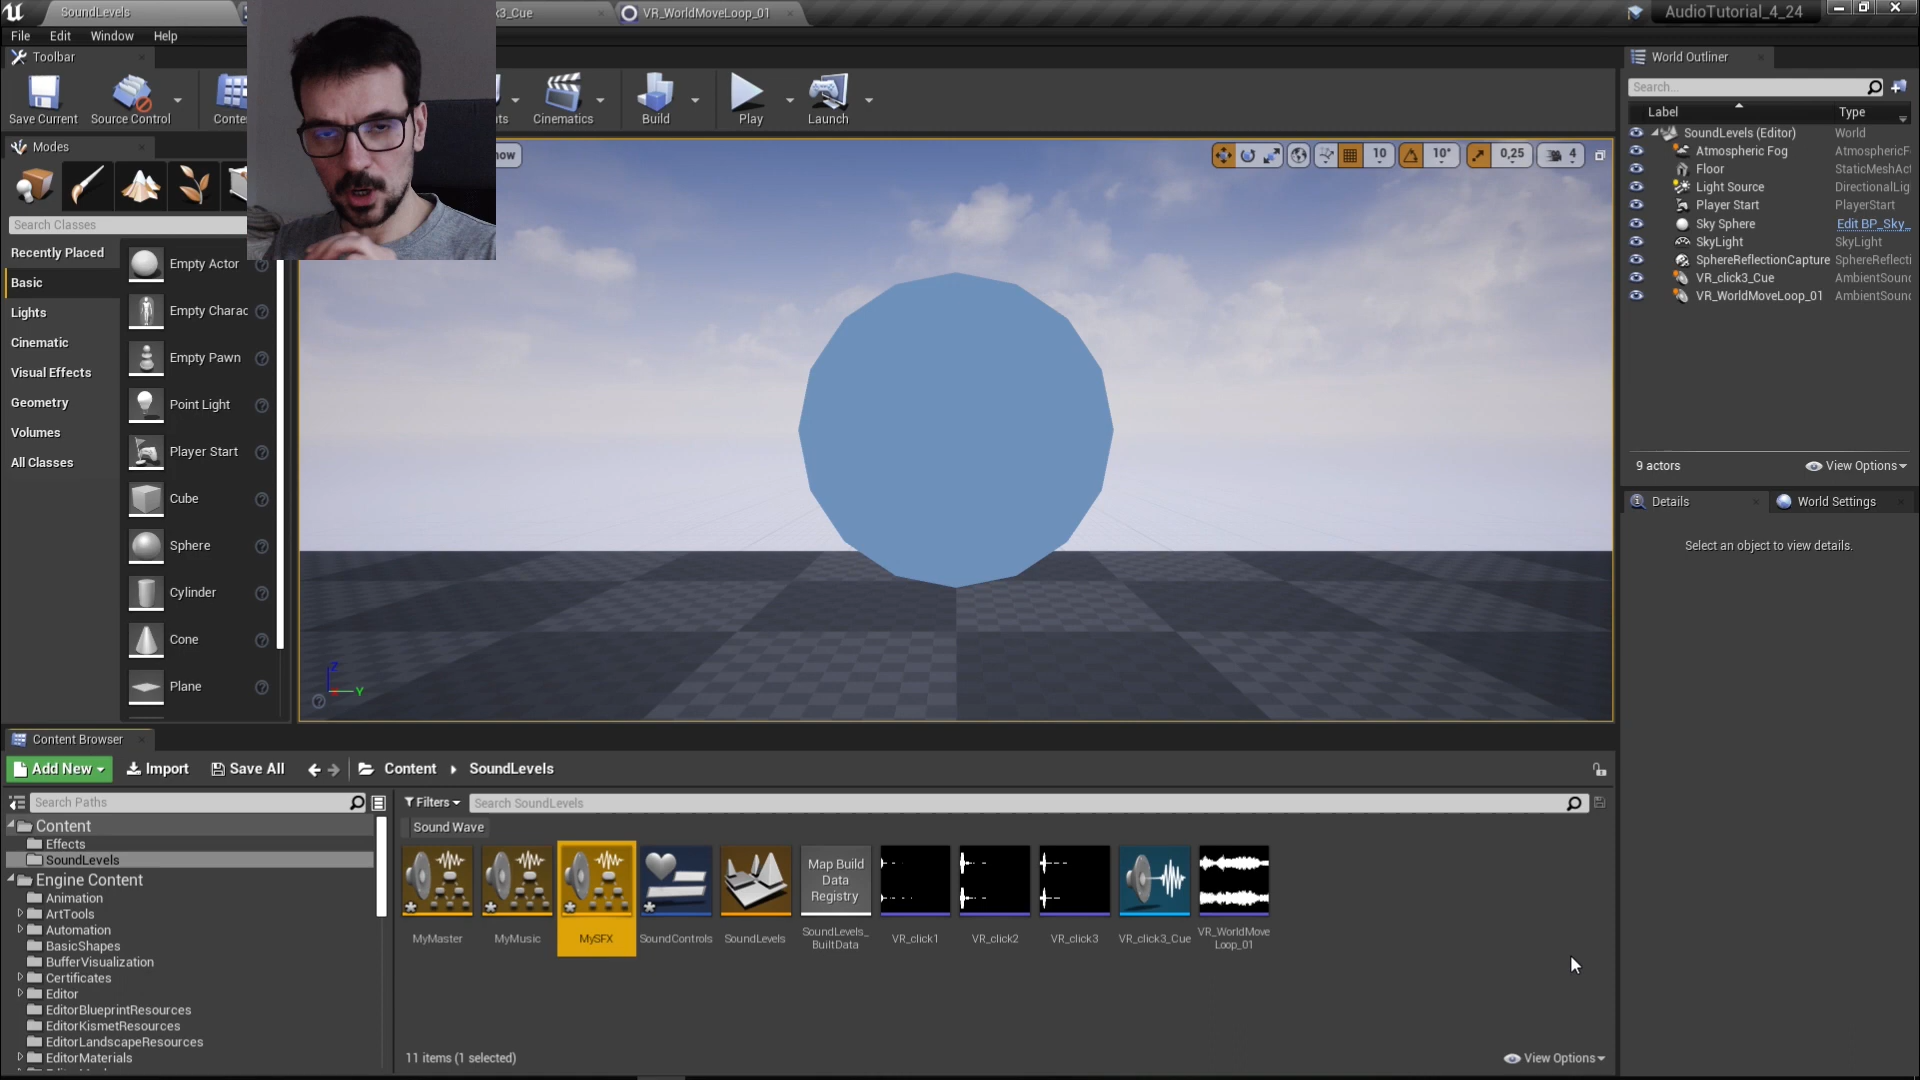 SoundLevels
k3_Cue
VR_WorldMoveLoop_01
AudioTutorial_4_24
File
Edit
Window
Help
Toolbar
World Outliner
Save Current
Source Control
Cinematics
Build
Play
Launch
Search...
Label
Type
Modes
SoundLevels (Editor)
World
Atmospheric Fog
AtmosphericF
Floor
StaticMeshAct
Light Source
DirectionalLig
Player Start
PlayerStart
Sky Sphere
Edit BP_Sky_
SkyLight
SkyLight
SphereReflectionCapture
SphereReflecti
VR_click3_Cue
AmbientSound
VR_WorldMoveLoop_01
AmbientSound
10
10°
0,25
4
Search Classes
Recently Placed
Basic
Lights
Cinematic
Visual Effects
Geometry
Volumes
All Classes
Empty Actor
Empty Charac
Empty Pawn
Point Light
Player Start
Cube
Sphere
Cylinder
Cone
Plane
Z
Y
9 actors
View Options
Details
World Settings
Select an object to view details.
Content Browser
Add New
Import
Save All
Content
SoundLevels
Search Paths
Filters
Search SoundLevels
Sound Wave
Content
Effects
SoundLevels
Engine Content
Animation
ArtTools
Automation
BasicShapes
BufferVisualization
Certificates
Editor
EditorBlueprintResources
EditorKismetResources
EditorLandscapeResources
EditorMaterials
Map Build
Data
Registry
MyMaster
MyMusic
MySFX
SoundControls
SoundLevels
SoundLevels_
BuiltData
VR_click1
VR_click2
VR_click3
VR_click3_Cue
VR_WorldMove
Loop_01
11 items (1 selected)
View Options